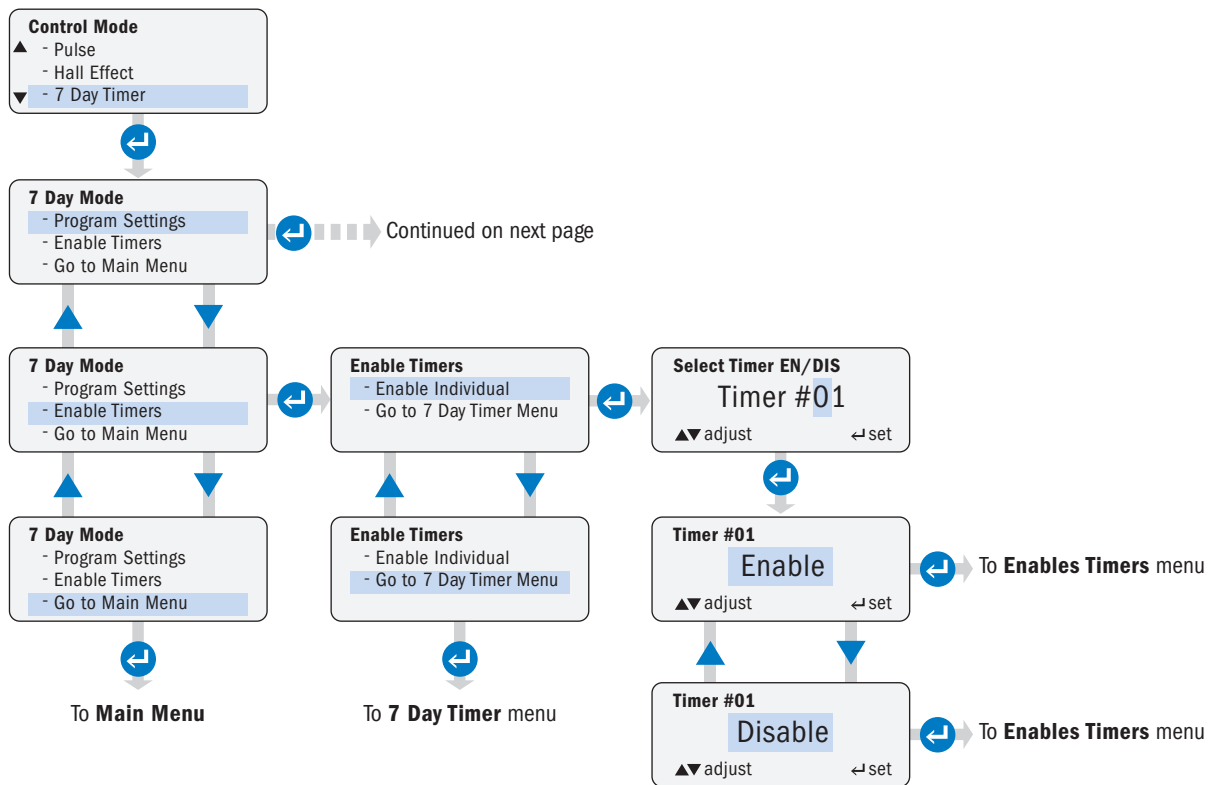 Control Mode
▲ - Pulse
- Hall Effect
▼ - 7 Day Timer
7 Day Mode
- Program Settings
- Enable Timers
- Go to Main Menu
Continued on next page
7 Day Mode
- Program Settings
- Enable Timers
- Go to Main Menu
Enable Timers
- Enable Individual
- Go to 7 Day Timer Menu
Select Timer EN/DIS
Timer #01
▲▼ adjust ↵ set
7 Day Mode
- Program Settings
- Enable Timers
- Go to Main Menu
To Main Menu
Enable Timers
- Enable Individual
- Go to 7 Day Timer Menu
To 7 Day Timer menu
Timer #01
Enable
▲▼ adjust ↵ set
To Enables Timers menu
Timer #01
Disable
▲▼ adjust ↵ set
To Enables Timers menu